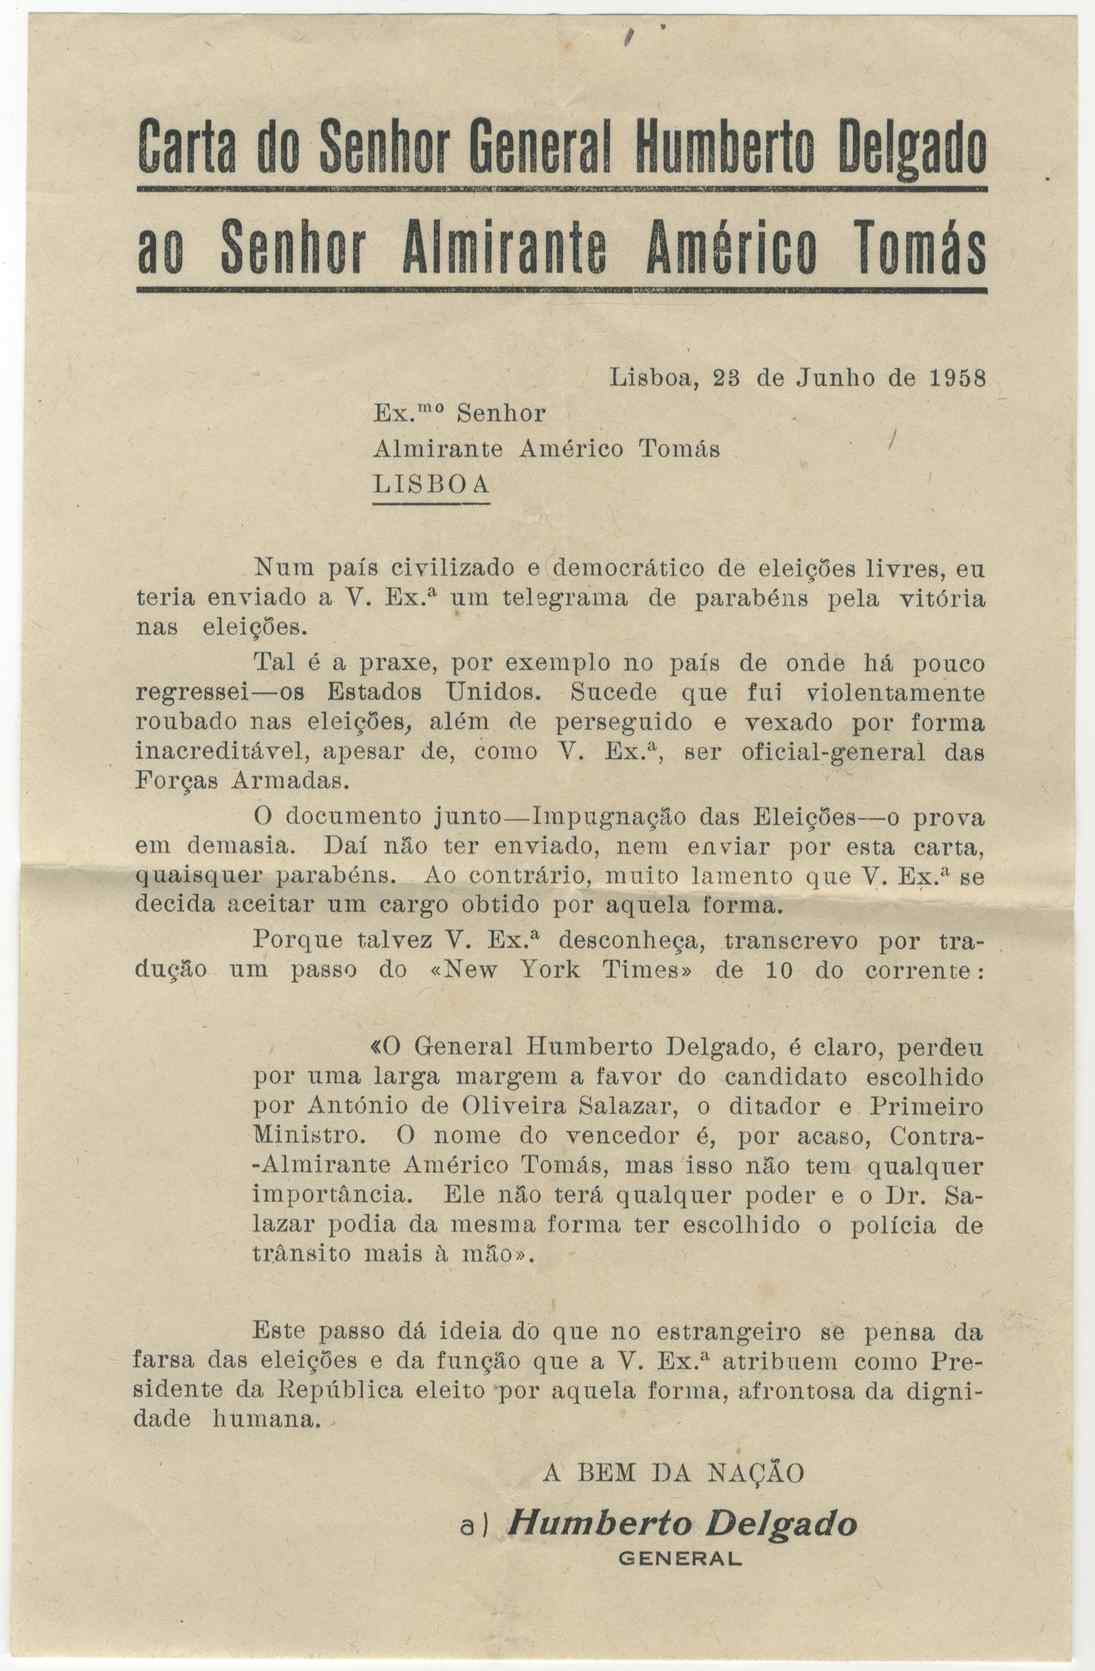 Carta do Senhor General Humberto Delgado
ao Senhor Almirante Américo Tomás
Lisboa, 23 de Junho de 1958
Ex.ᵐᵒ Senhor
Almirante Américo Tomás
LISBOA
Num país civilizado e democrático de eleições livres, eu
teria enviado a V. Ex.ª um telegrama de parabéns pela vitória
nas eleições.
Tal é a praxe, por exemplo no país de onde há pouco
regressei—os Estados Unidos. Sucede que fui violentamente
roubado nas eleições, além de perseguido e vexado por forma
inacreditável, apesar de, como V. Ex.ª, ser oficial-general das
Forças Armadas.
O documento junto—Impugnação das Eleições—o prova
em demasia. Daí não ter enviado, nem enviar por esta carta,
quaisquer parabéns. Ao contrário, muito lamento que V. Ex.ª se
decida aceitar um cargo obtido por aquela forma.
Porque talvez V. Ex.ª desconheça, transcrevo por tra-
dução um passo do «New York Times» de 10 do corrente:
«O General Humberto Delgado, é claro, perdeu
por uma larga margem a favor do candidato escolhido
por António de Oliveira Salazar, o ditador e Primeiro
Ministro. O nome do vencedor é, por acaso, Contra-
-Almirante Américo Tomás, mas isso não tem qualquer
importância. Ele não terá qualquer poder e o Dr. Sa-
lazar podia da mesma forma ter escolhido o polícia de
trânsito mais à mão».
Este passo dá ideia do que no estrangeiro se pensa da
farsa das eleições e da função que a V. Ex.ª atribuem como Pre-
sidente da República eleito por aquela forma, afrontosa da digni-
dade humana.
A BEM DA NAÇÃO
a) Humberto Delgado
GENERAL